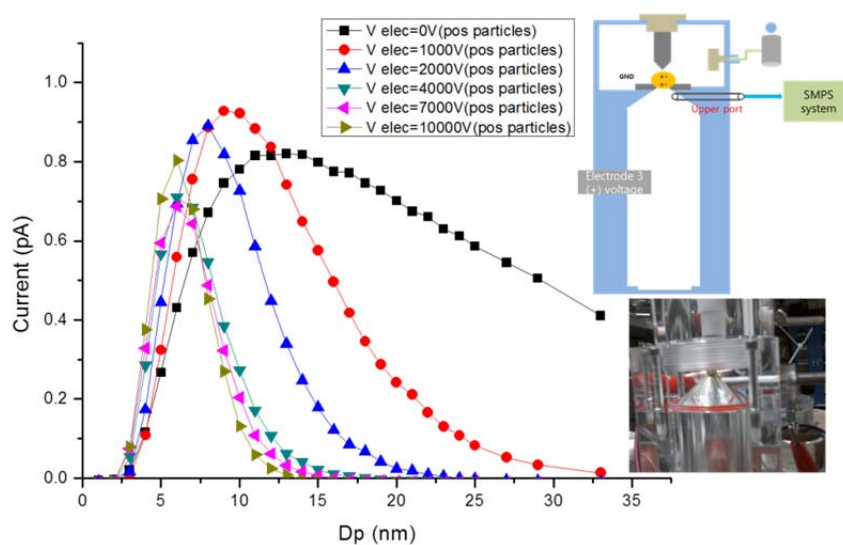 V elec=0V(pos particles)
V elec=1000V(pos particles)
V elec=2000V(pos particles)
V elec=4000V(pos particles)
V elec=7000V(pos particles)
V elec=10000V(pos particles)
1.0
0.8
0.6
0.4
0.2
0.0
Current (pA)
0
5
10
15
20
25
30
35
Dp (nm)
GND
Upper port
SMPS
system
Electrode 3
(+) voltage